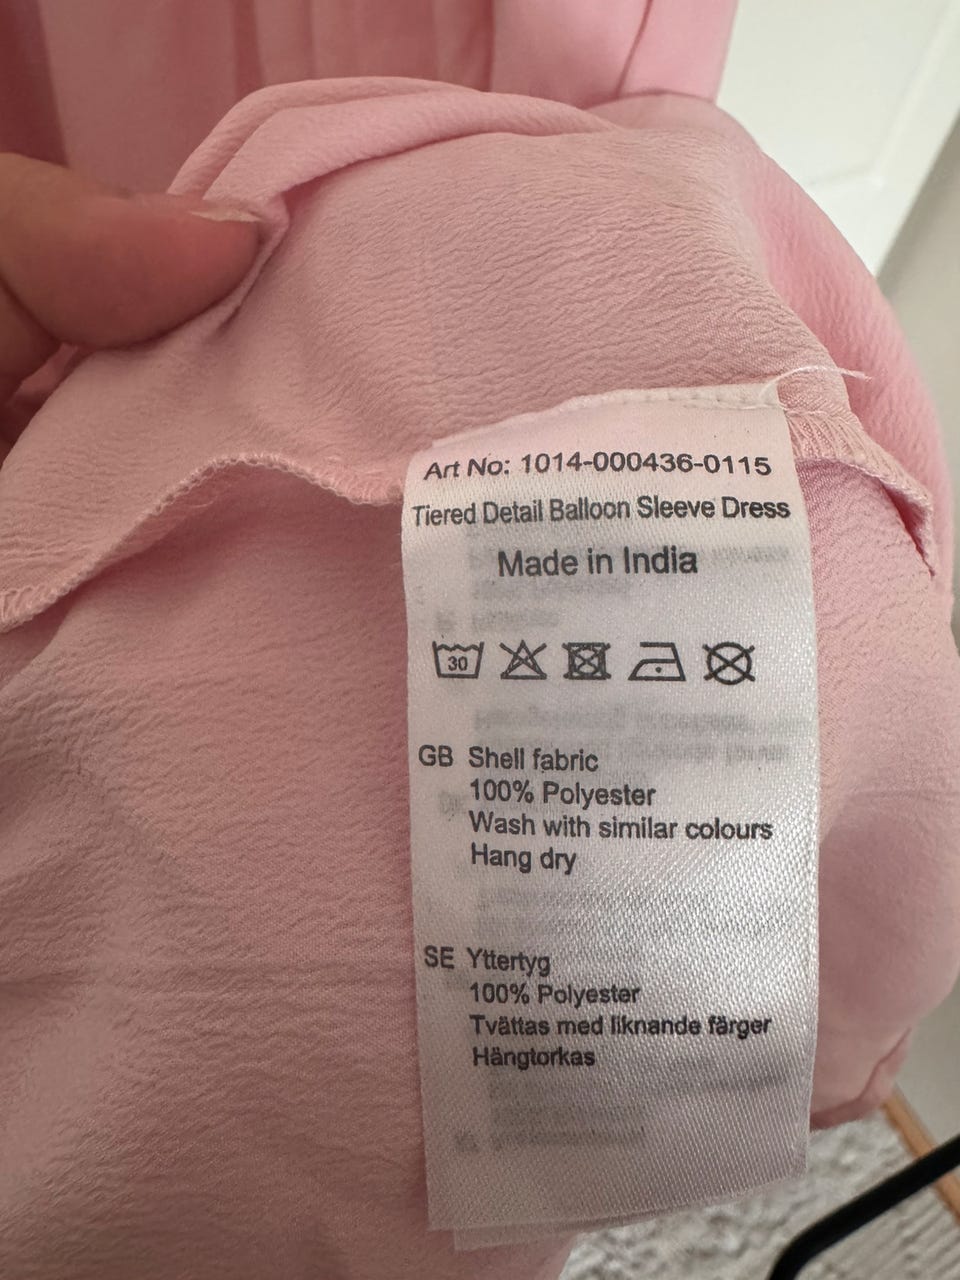 Art No: 1014-000436-0115
Tiered Detail Balloon Sleeve Dress
Made in India
30
GB Shell fabric
100% Polyester
Wash with similar colours
Hang dry
SE Yttertyg
100% Polyester
Tvättas med liknande färger
Hängtorkas